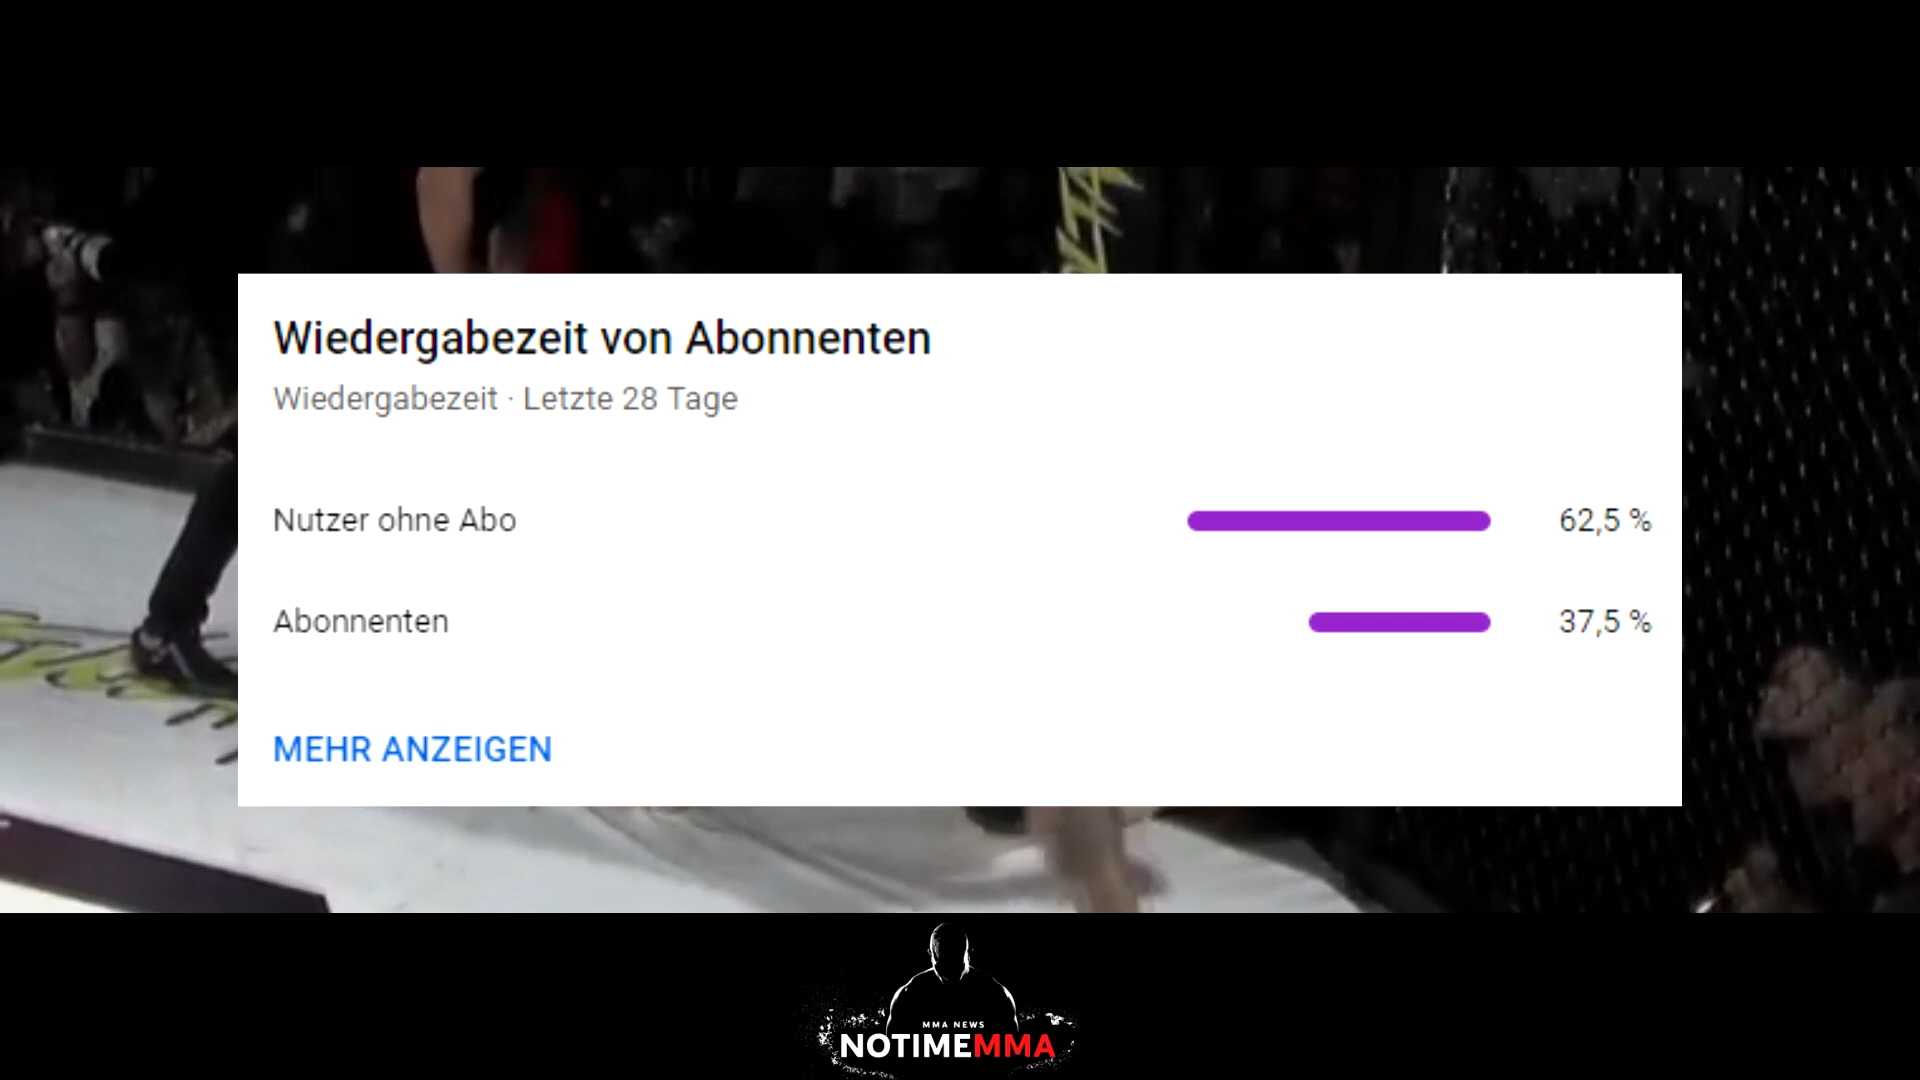 Wiedergabezeit von Abonnenten
Wiedergabezeit · Letzte 28 Tage
Nutzer ohne Abo 62,5 %
Abonnenten 37,5 %
MEHR ANZEIGEN
MMA NEWS
NOTIMEMMA